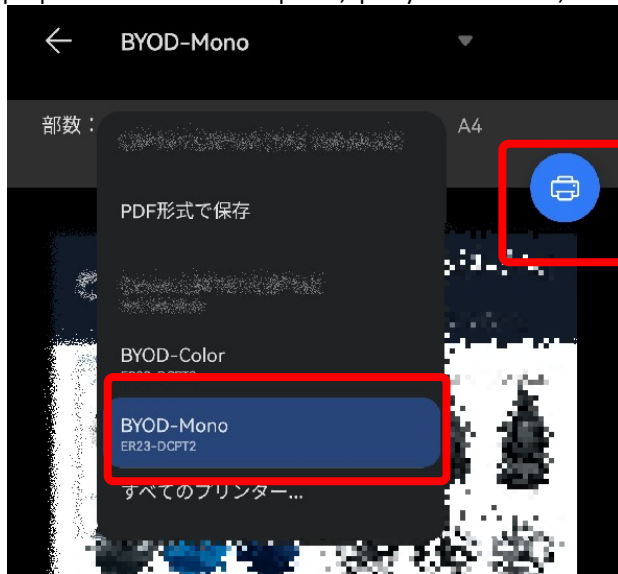 BYOD-Mono
部数：
A4
PDF形式で保存
BYOD-Color
BYOD-Mono
ER23-DCPT2
すべてのプリンター...